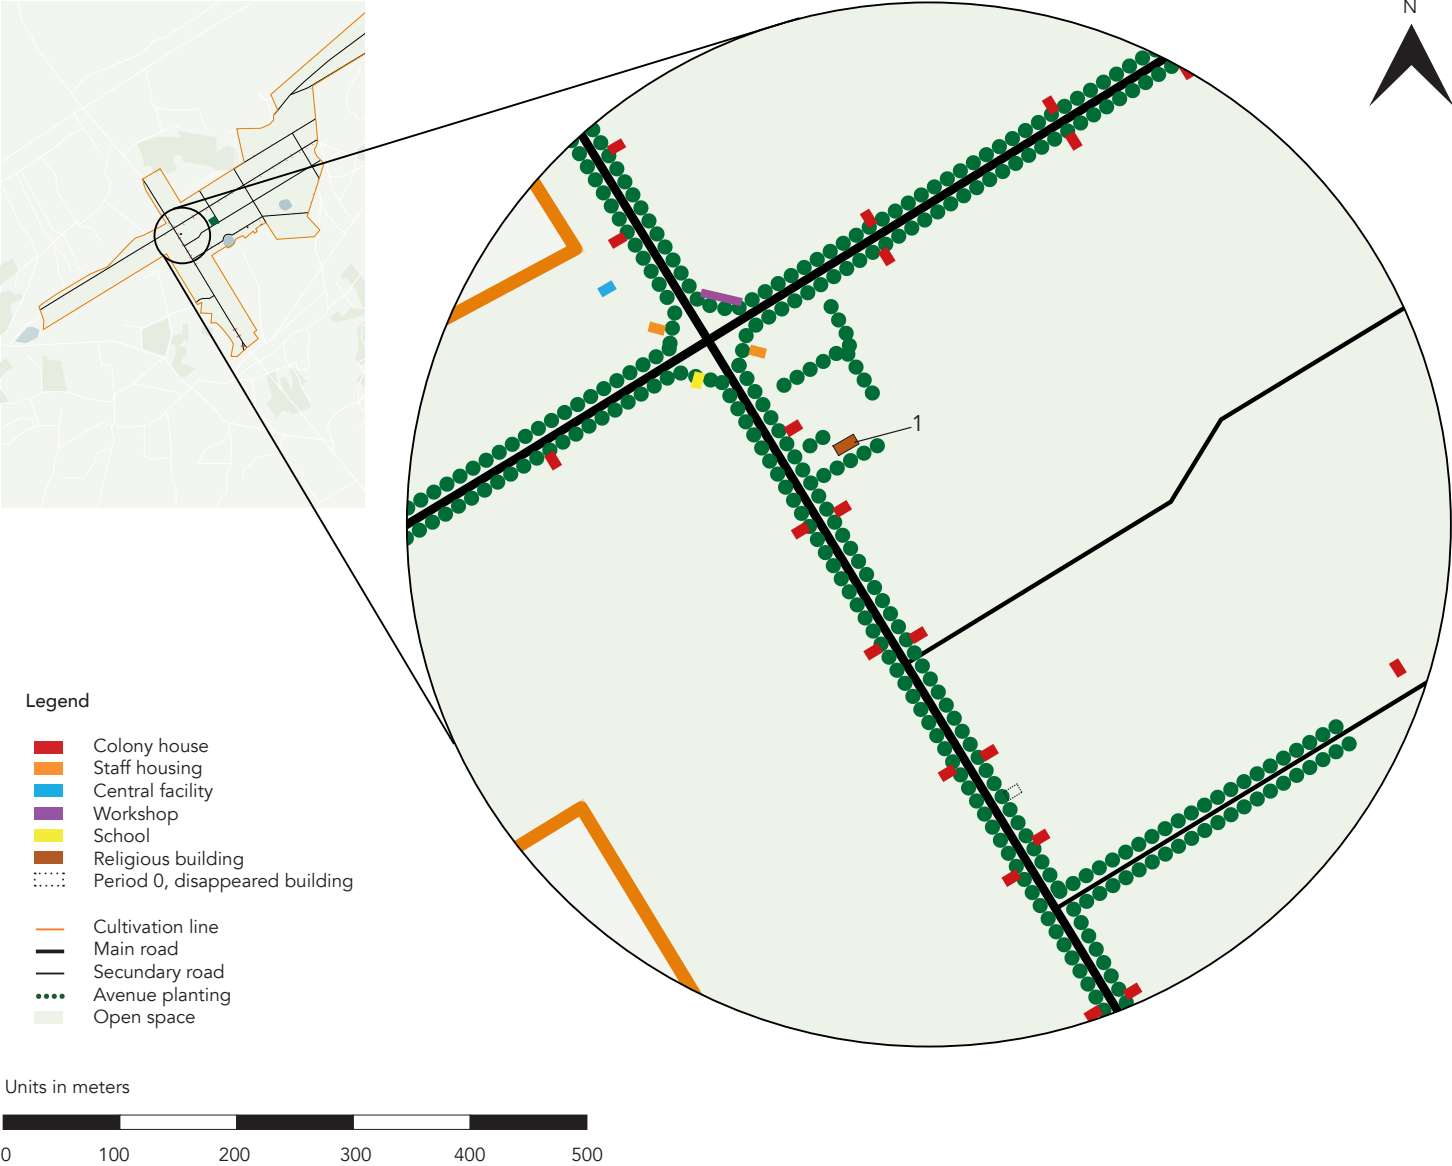 N
1
Legend
Colony house
Staff housing
Central facility
Workshop
School
Religious building
Period 0, disappeared building
Cultivation line
Main road
Secundary road
Avenue planting
Open space
Units in meters
0 100 200 300 400 500